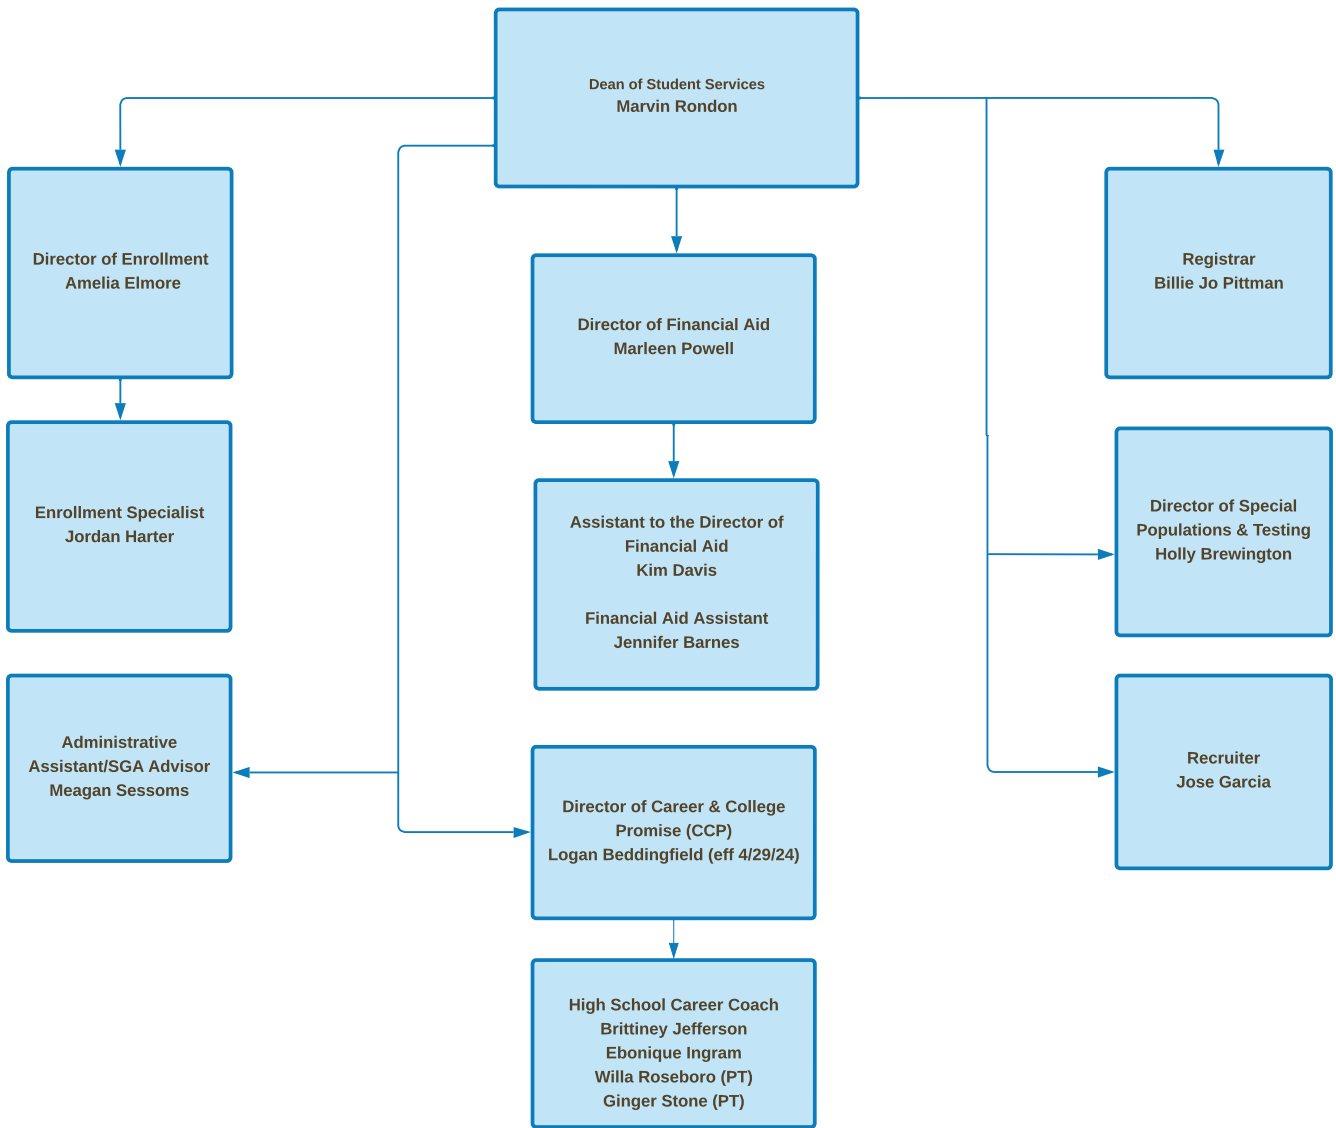 Dean of Student Services
Marvin Rondon
Director of Enrollment
Amelia Elmore
Registrar
Billie Jo Pittman
Director of Financial Aid
Marleen Powell
Enrollment Specialist
Jordan Harter
Assistant to the Director of
Financial Aid
Kim Davis
Financial Aid Assistant
Jennifer Barnes
Director of Special
Populations & Testing
Holly Brewington
Administrative
Assistant/SGA Advisor
Meagan Sessoms
Recruiter
Jose Garcia
Director of Career & College
Promise (CCP)
Logan Beddingfield (eff 4/29/24)
High School Career Coach
Brittiney Jefferson
Ebonique Ingram
Willa Roseboro (PT)
Ginger Stone (PT)